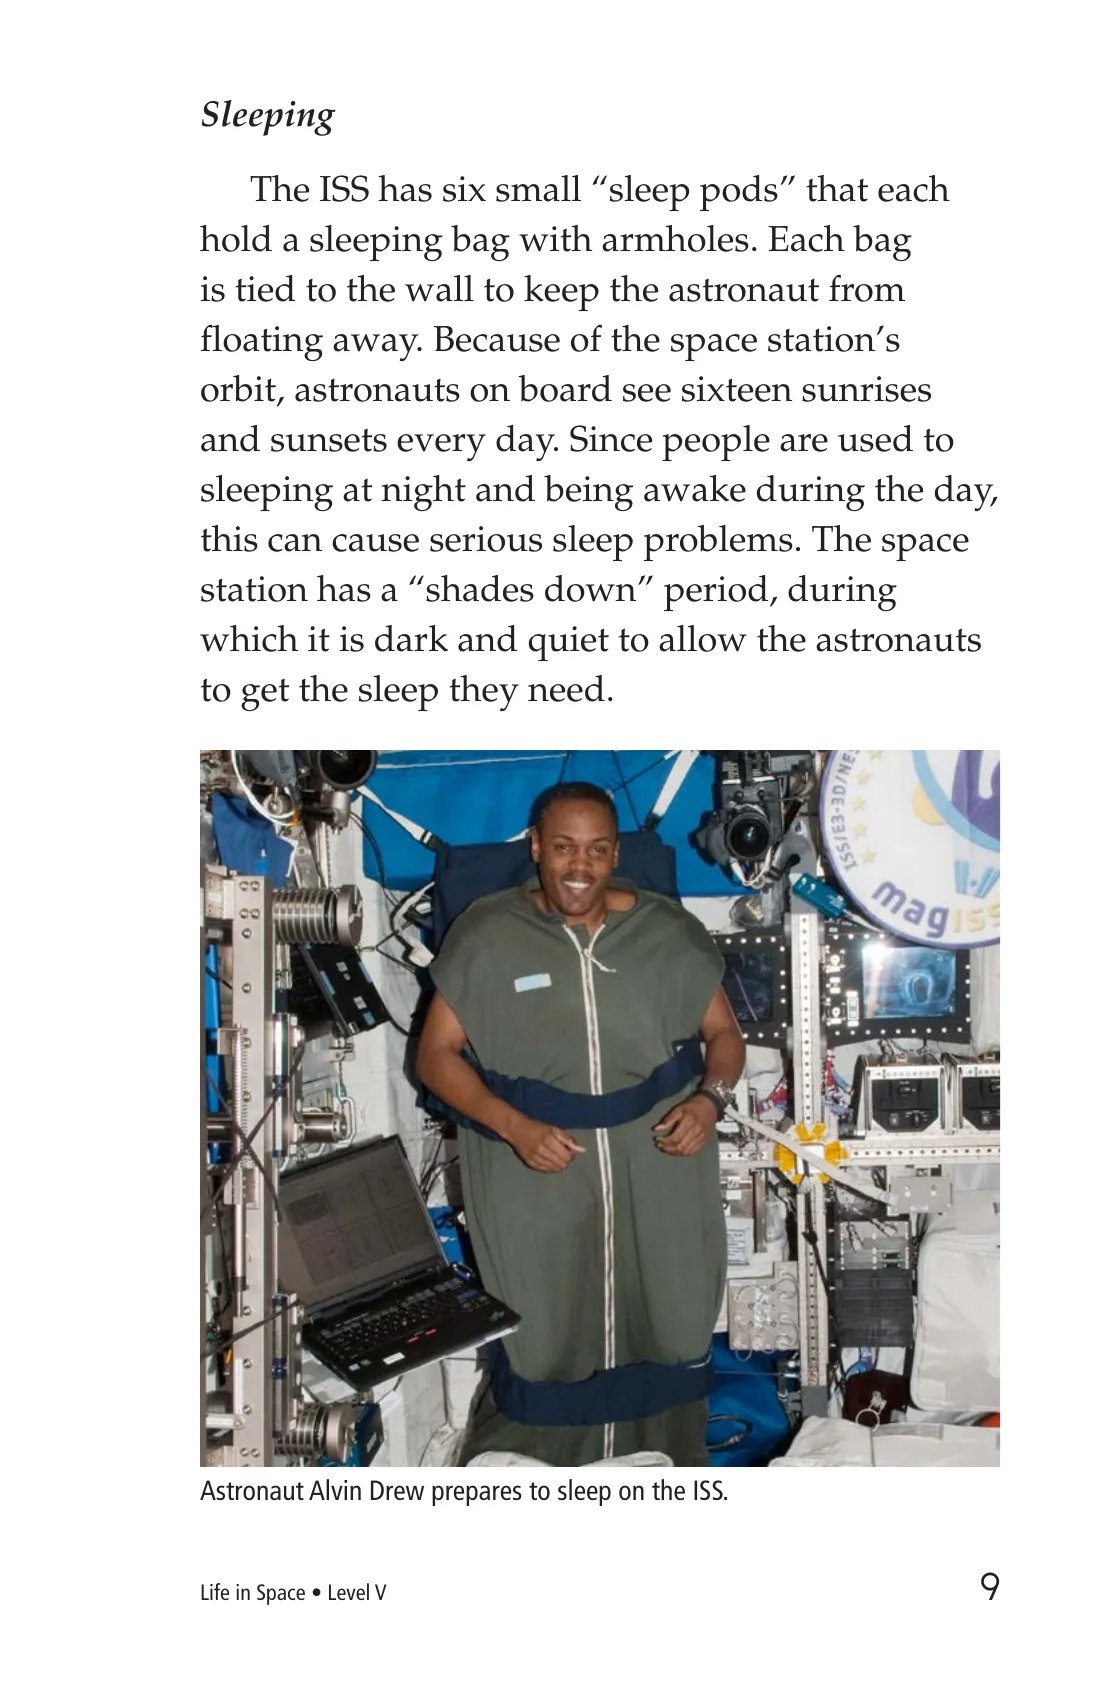 Sleeping
The ISS has six small “sleep pods” that each
hold a sleeping bag with armholes. Each bag
is tied to the wall to keep the astronaut from
floating away. Because of the space station’s
orbit, astronauts on board see sixteen sunrises
and sunsets every day. Since people are used to
sleeping at night and being awake during the day,
this can cause serious sleep problems. The space
station has a “shades down” period, during
which it is dark and quiet to allow the astronauts
to get the sleep they need.
ISS/E3-3D/NE
magISS
Astronaut Alvin Drew prepares to sleep on the ISS.
Life in Space • Level V
9